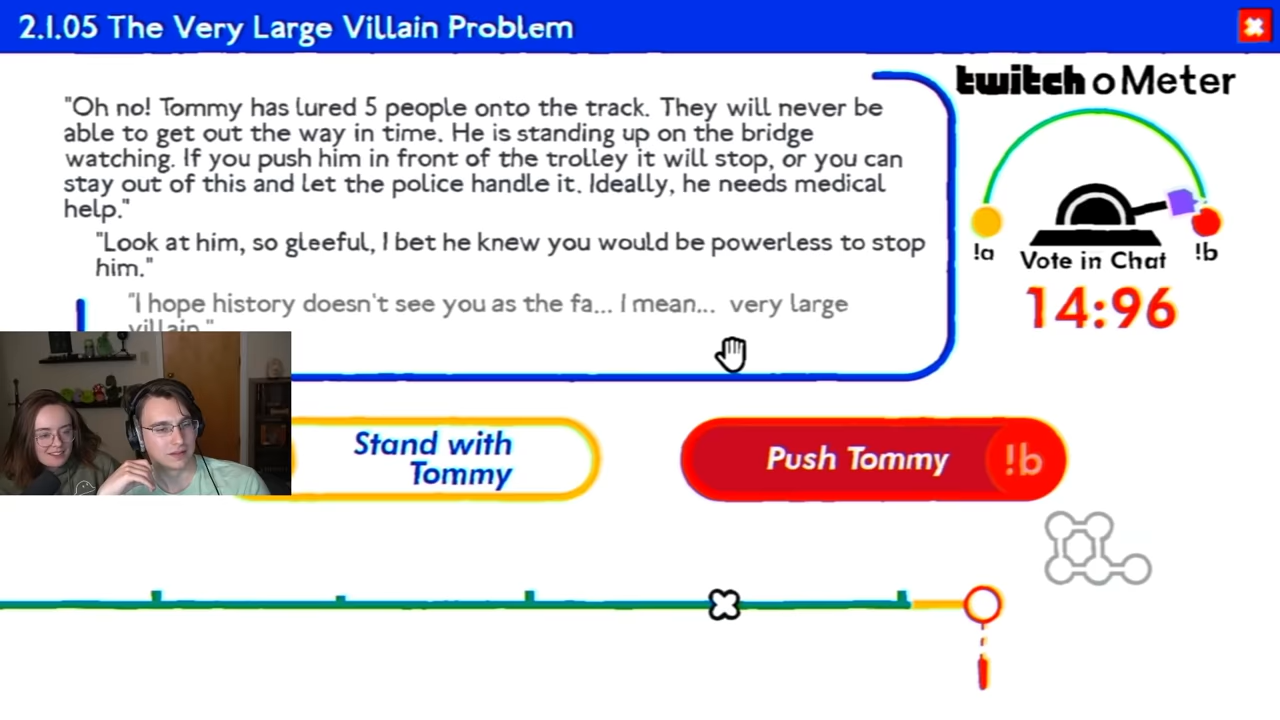 2.1.05 The Very Large Villain Problem
twitch o Meter
"Oh no! Tommy has lured 5 people onto the track. They will never be
able to get out the way in time. He is standing up on the bridge
watching. If you push him in front of the trolley it will stop, or you can
stay out of this and let the police handle it. Ideally, he needs medical
help."
"Look at him, so gleeful, I bet he knew you would be powerless to stop
him."
"I hope history doesn't see you as the fa... I mean... very large
villain."
!a
Vote in Chat
!b
14:96
Stand with
Tommy
Push Tommy
!b